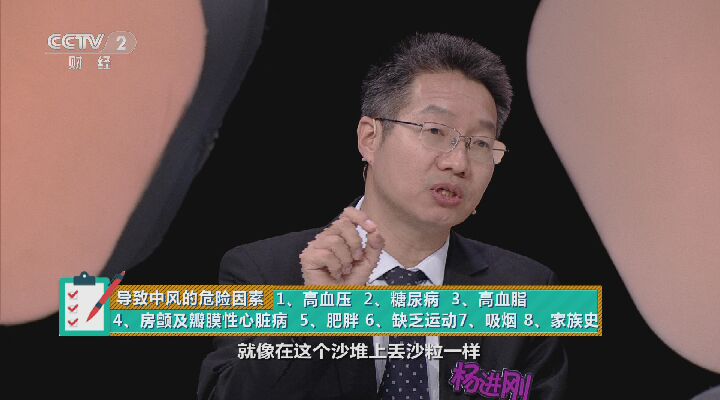 CCTV 2
财 经
导致中风的危险因素 1、高血压 2、糖尿病 3、高血脂
4、房颤及瓣膜性心脏病 5、肥胖 6、缺乏运动7、吸烟 8、家族史
就像在这个沙堆上丢沙粒一样
杨进刚